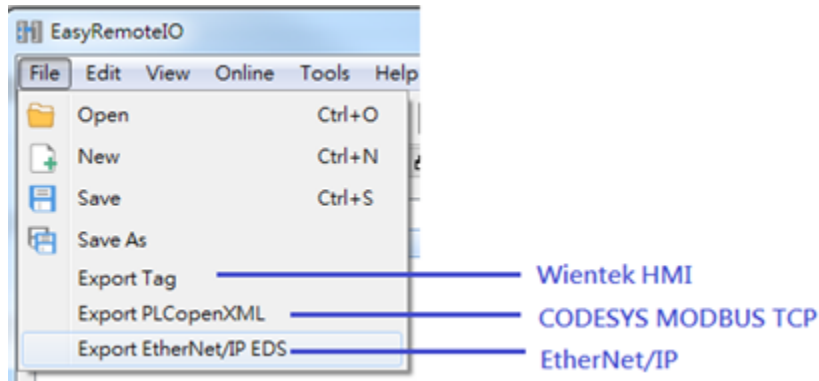 EasyRemoteIO
File Edit View Online Tools Help
Open Ctrl+O
New Ctrl+N
Save Ctrl+S
Save As
Export Tag Wientek HMI
Export PLCopenXML CODESYS MODBUS TCP
Export EtherNet/IP EDS EtherNet/IP